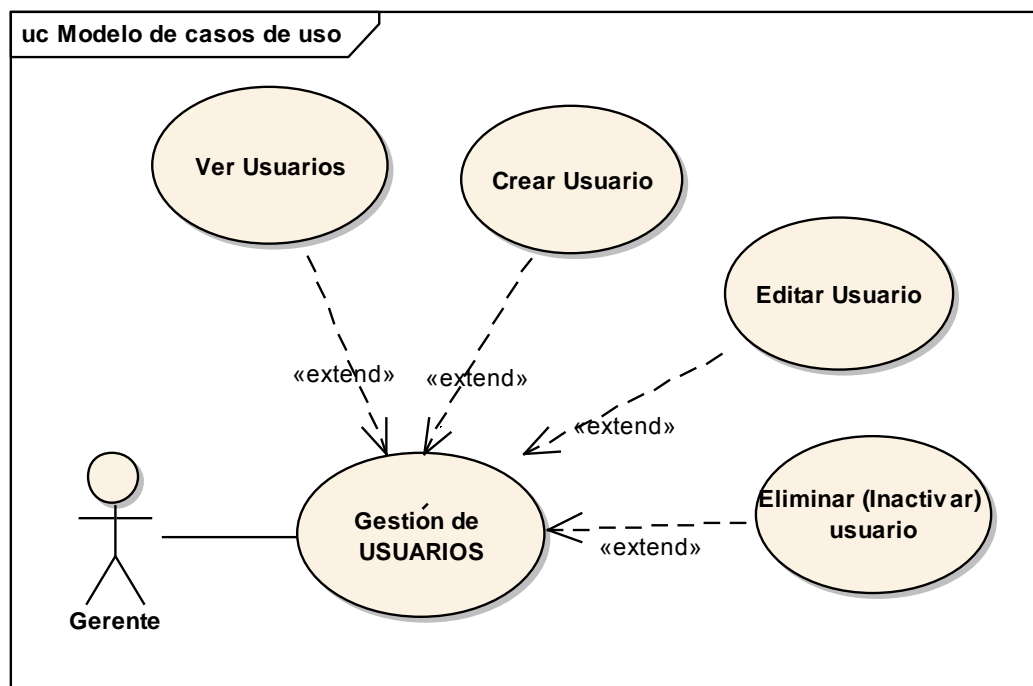 uc Modelo de casos de uso
Ver Usuarios
Crear Usuario
Editar Usuario
«extend»
«extend»
«extend»
Eliminar (Inactivar)
usuario
«extend»
Gestión de
USUARIOS
Gerente